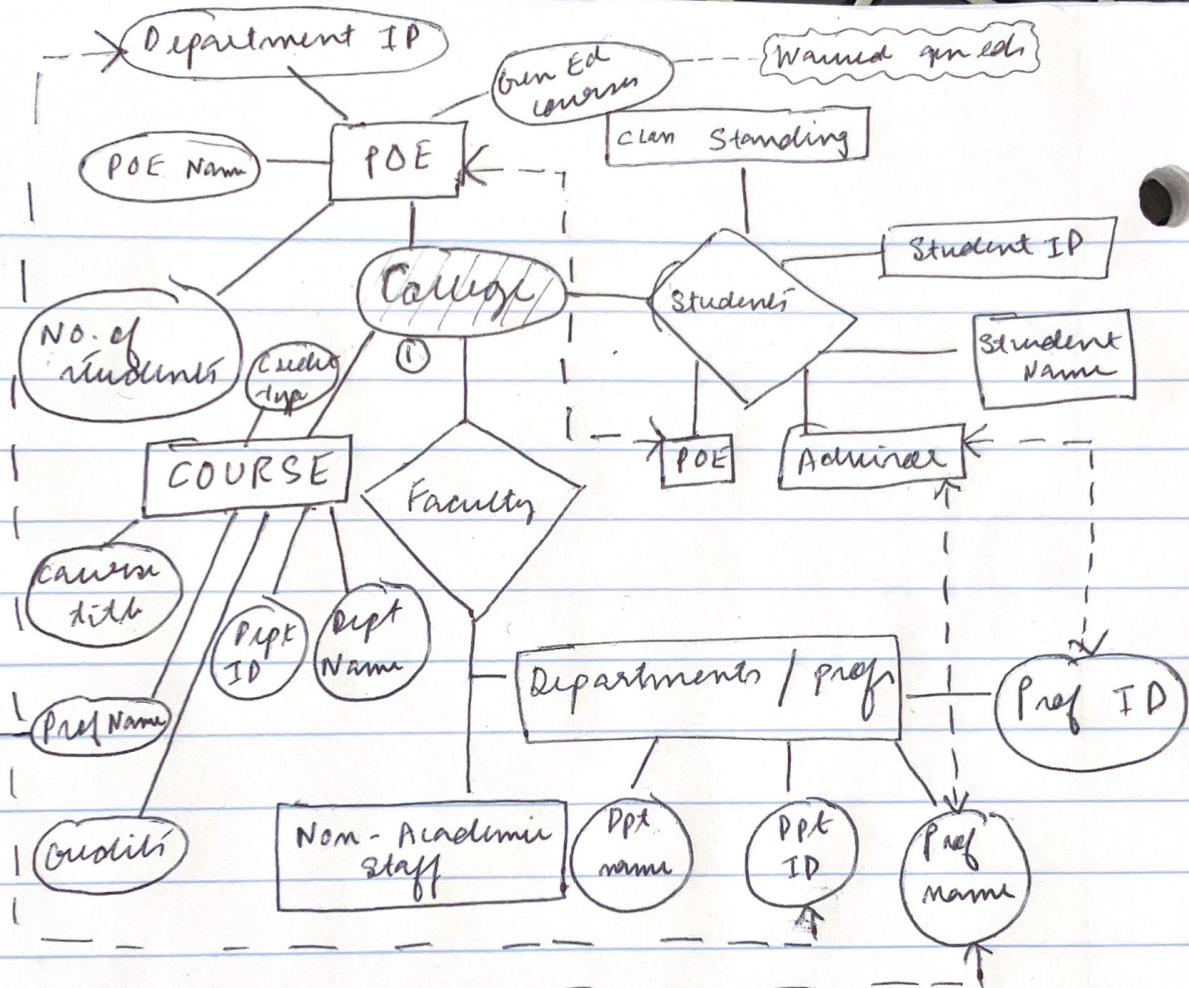 Department ID
Gen Ed
courses
Wanted gen eds
Class Standing
POE Name
POE
Student ID
College
Students
No. of
students
Credit
type
1
Student
Name
COURSE
Faculty
POE
Advisor
Course
title
Dept
ID
Dept
Name
Departments / profs
Prof ID
Prof Name
Non-Academic
Staff
Dpt
name
Dpt
ID
Prof
name
Credits